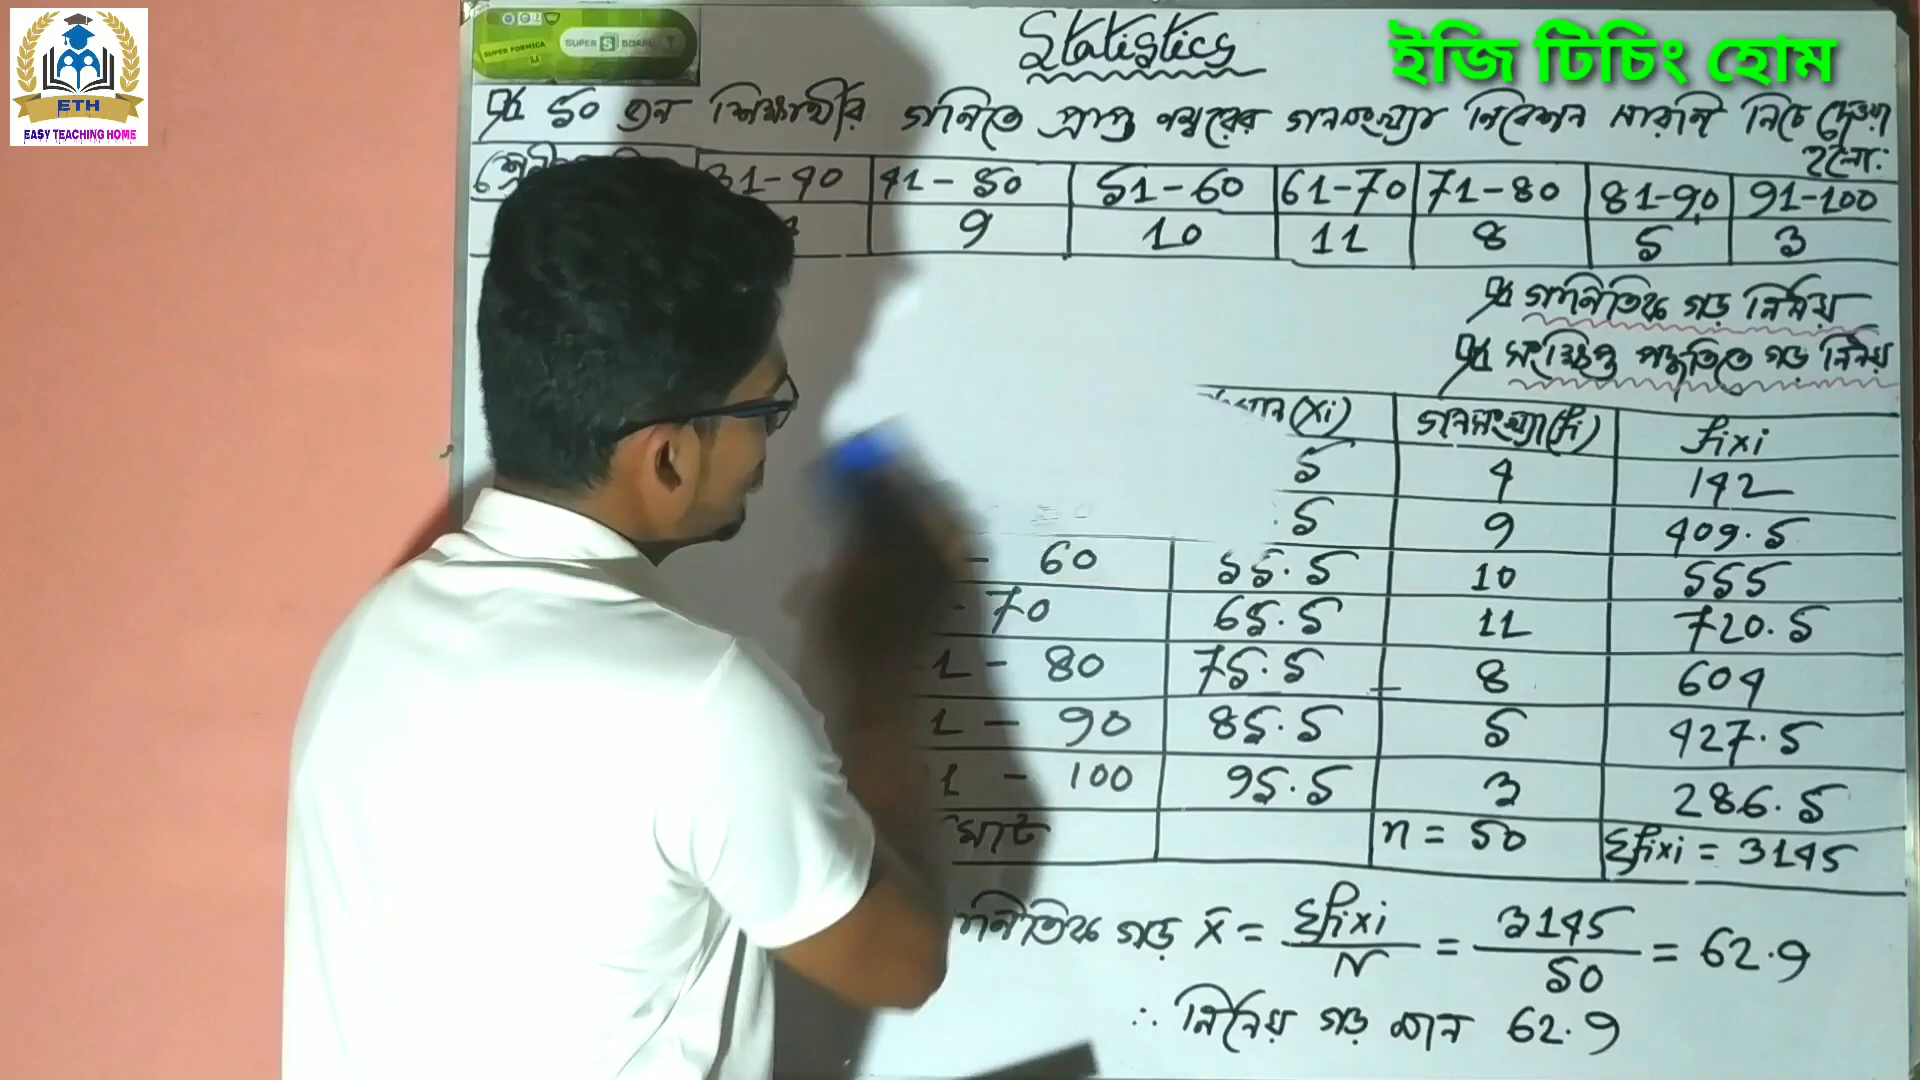 ETH
EASY TEACHING HOME
SUPER FORMICA
SUPER S BOARD
Statistics
ইজি টিচিং হোম
50 জন শিক্ষার্থীর গণিতে প্রাপ্ত নম্বরের গণসংখ্যা নিবেশন সারণি নিচে দেওয়া
হলো:
31-40 41-50 51-60 61-70 71-80 81-90 91-100
9 10 11 8 5 3
গাণিতিক গড় নির্ণয়
সংক্ষিপ্ত পদ্ধতিতে গড় নির্ণয়
(xi) গণসংখ্যা(fi) fixi
5 4 142
.5 9 409.5
- 60 55.5 10 555
- 70 65.5 11 720.5
1 - 80 75.5 8 604
1 - 90 85.5 5 427.5
1 - 100 95.5 3 286.5
n = 50 Σfixi = 3145
গড় x̄ = Σfixi / N = 3145 / 50 = 62.9
∴ নির্ণেয় গড় মান 62.9